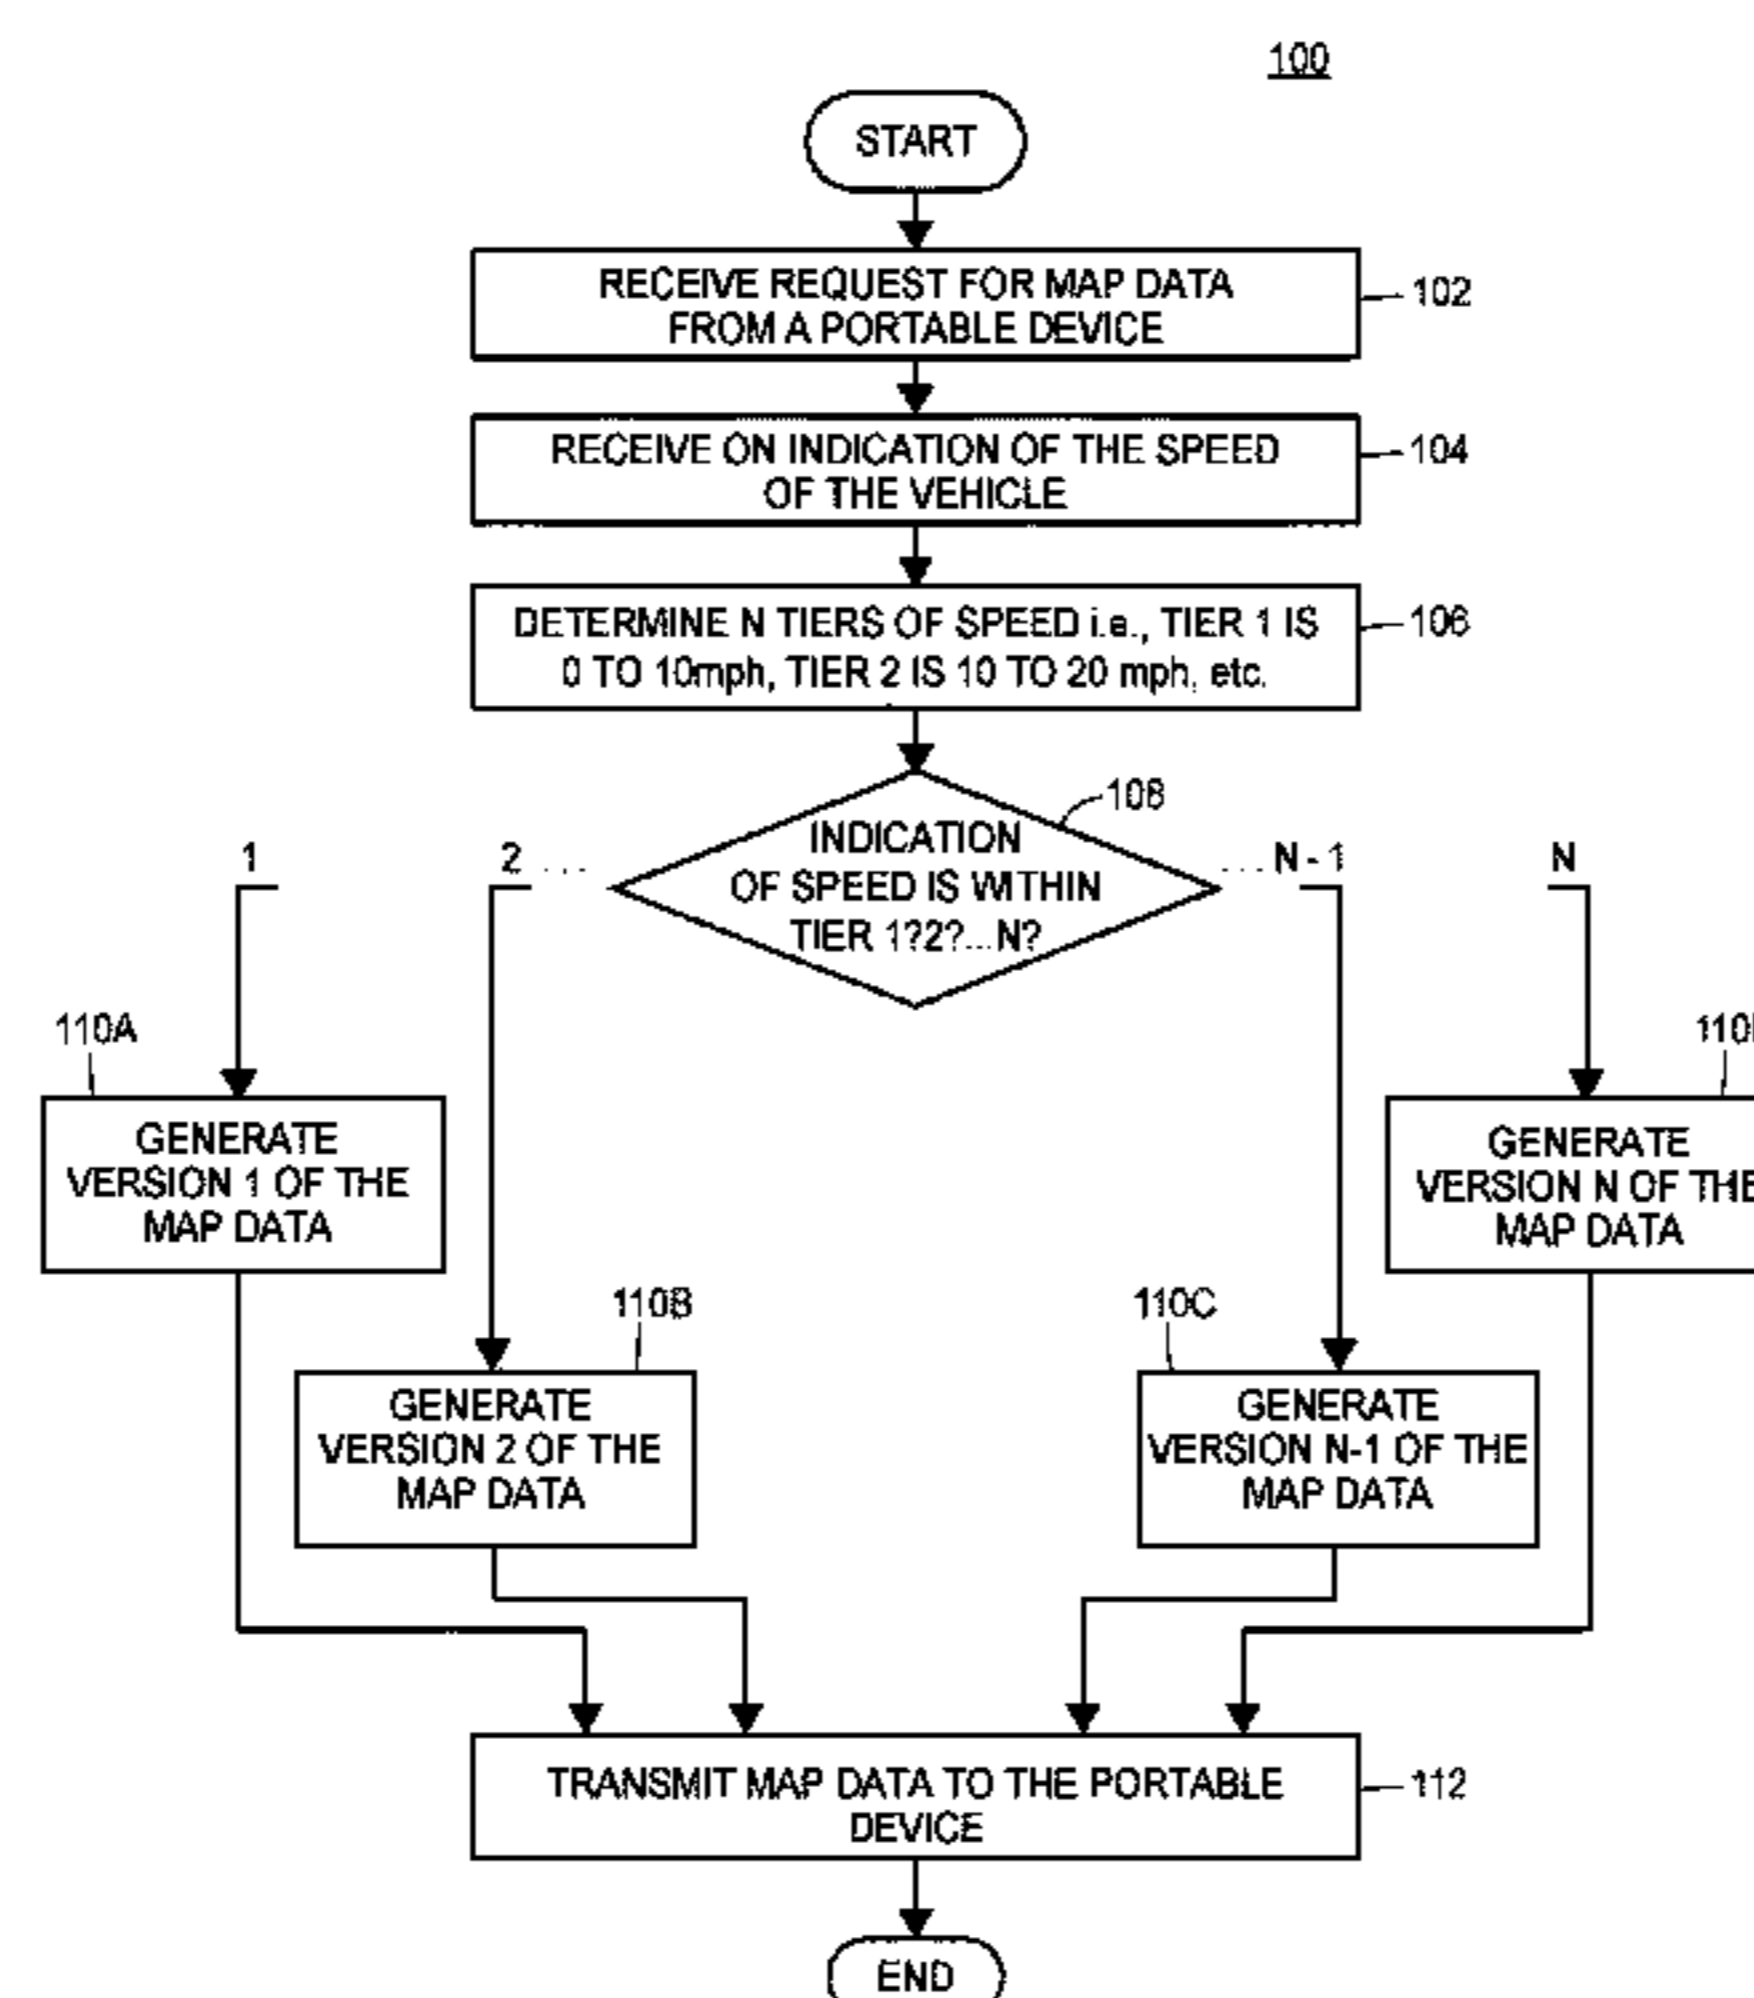 100
START
RECEIVE REQUEST FOR MAP DATA
FROM A PORTABLE DEVICE
102
RECEIVE ON INDICATION OF THE SPEED
OF THE VEHICLE
104
DETERMINE N TIERS OF SPEED i.e., TIER 1 IS
0 TO 10mph, TIER 2 IS 10 TO 20 mph, etc.
106
108
INDICATION
OF SPEED IS WITHIN
TIER 1?2?...N?
1
2 ...
... N - 1
N
110A
GENERATE
VERSION 1 OF THE
MAP DATA
GENERATE
VERSION N OF THE
MAP DATA
110B
GENERATE
VERSION 2 OF THE
MAP DATA
110C
GENERATE
VERSION N-1 OF THE
MAP DATA
TRANSMIT MAP DATA TO THE PORTABLE
DEVICE
112
END